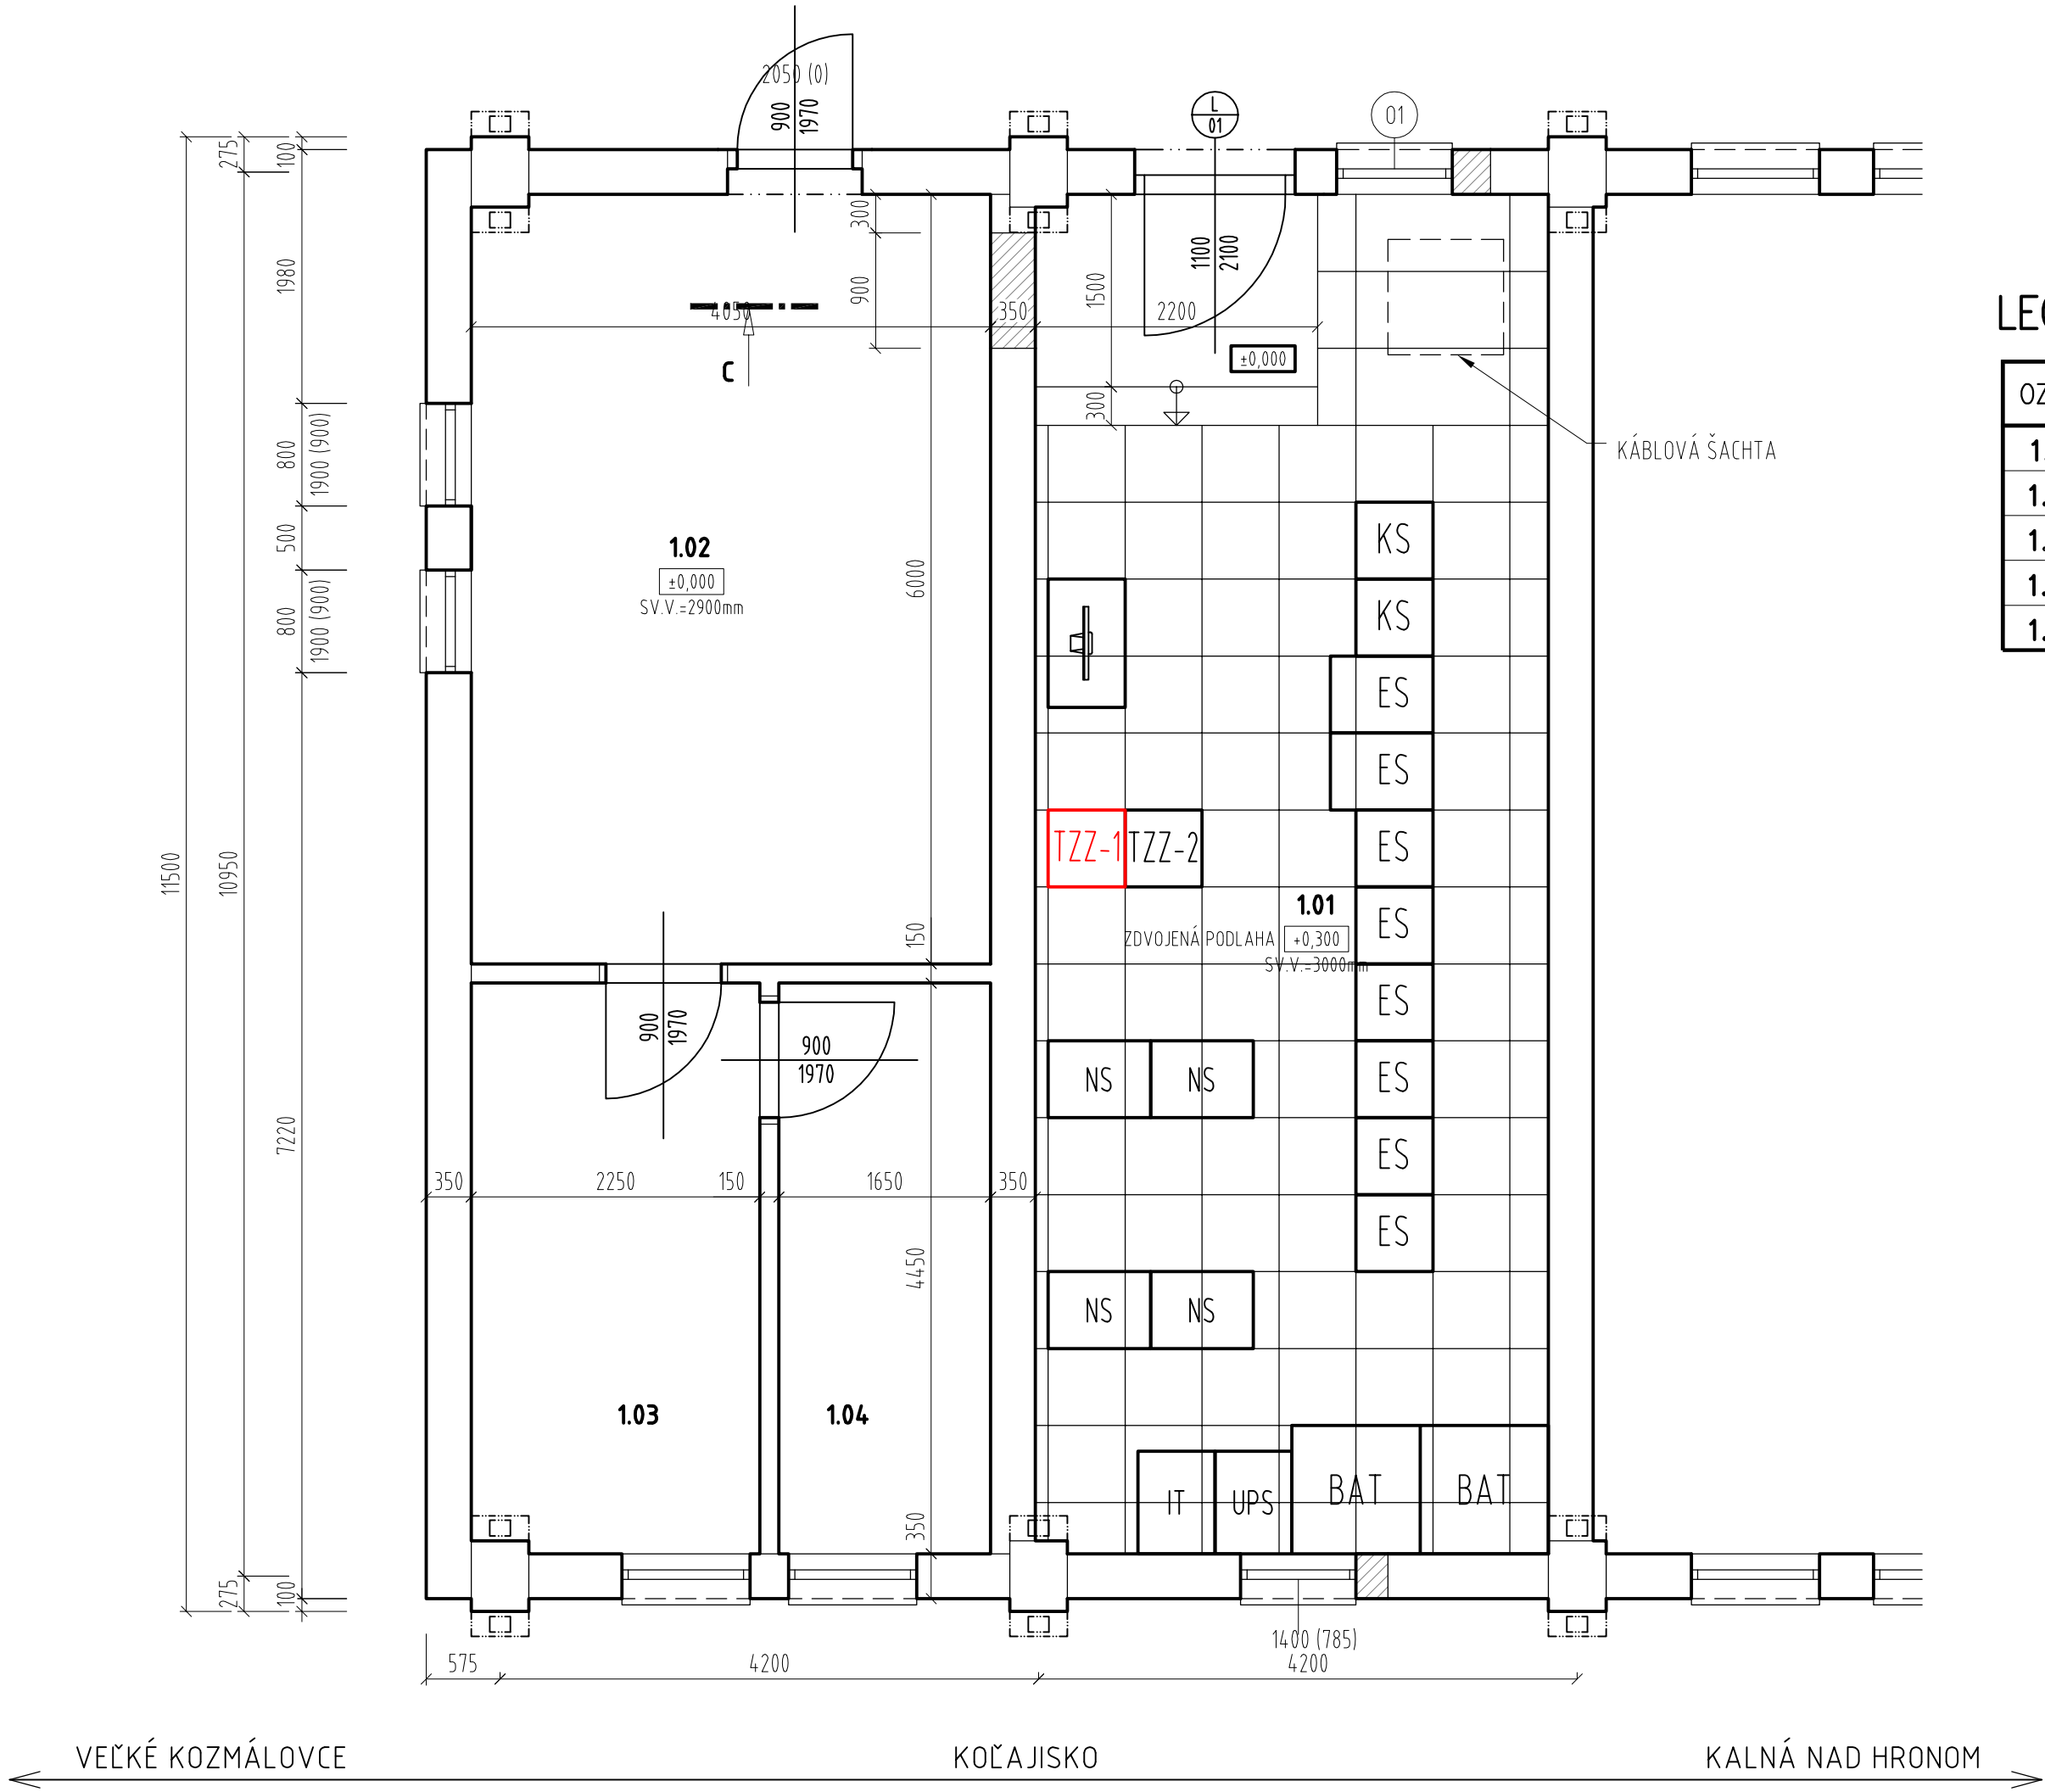 2050 (0)
900
1970
L
01
O1
275
100
1980
300
900
1100
2100
1500
4050
350
2200
±0,000
C
300
KÁBLOVÁ ŠACHTA
800
1900 (900)
500
800
1900 (900)
1.02
±0,000
SV.V.=2900mm
6000
KS
KS
ES
ES
TZZ-1
TZZ-2
ES
11500
10950
1.01
ES
ZDVOJENÁ PODLAHA
+0,300
SV.V.=3000mm
150
ES
900
1970
900
1970
NS
NS
ES
7220
ES
350
2250
150
1650
350
ES
4450
NS
NS
1.03
1.04
IT
UPS
BAT
BAT
350
275
100
1400 (785)
575
4200
4200
VEĽKÉ KOZMÁLOVCE
KOĽAJISKO
KALNÁ NAD HRONOM